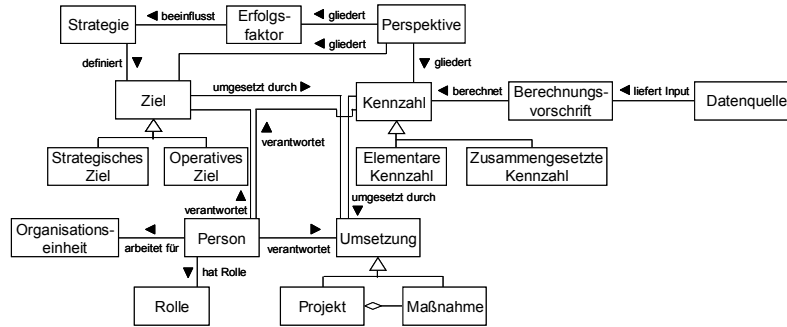 Strategie
beeinflusst
Erfolgs-
faktor
gliedert
Perspektive
gliedert
definiert
gliedert
Ziel
umgesetzt durch
Kennzahl
berechnet
Berechnungs-
vorschrift
liefert Input
Datenquelle
verantwortet
Strategisches
Ziel
Operatives
Ziel
Elementare
Kennzahl
Zusammengesetzte
Kennzahl
umgesetzt durch
verantwortet
Organisations-
einheit
arbeitet für
Person
verantwortet
Umsetzung
hat Rolle
Rolle
Projekt
Maßnahme